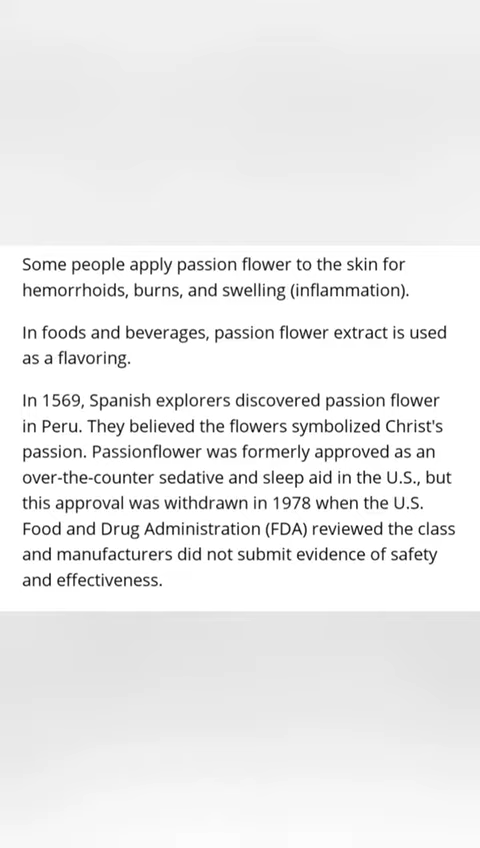 Some people apply passion flower to the skin for
hemorrhoids, burns, and swelling (inflammation).
In foods and beverages, passion flower extract is used
as a flavoring.
In 1569, Spanish explorers discovered passion flower
in Peru. They believed the flowers symbolized Christ's
passion. Passionflower was formerly approved as an
over-the-counter sedative and sleep aid in the U.S., but
this approval was withdrawn in 1978 when the U.S.
Food and Drug Administration (FDA) reviewed the class
and manufacturers did not submit evidence of safety
and effectiveness.